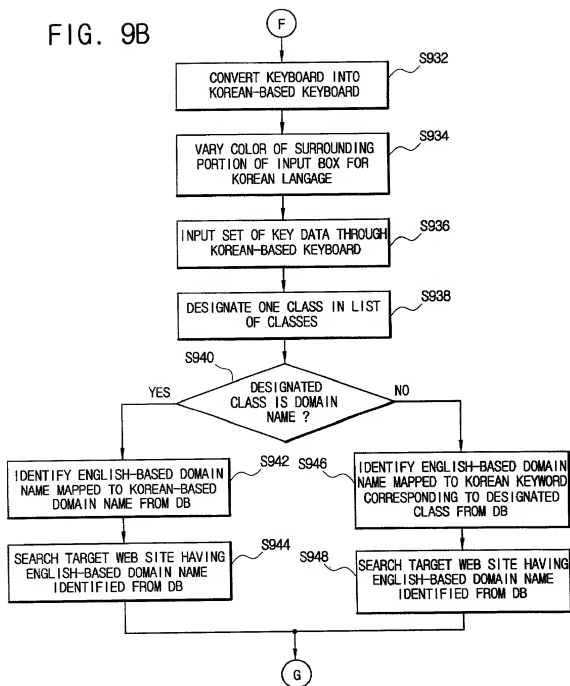 FIG. 9B
F
S932
CONVERT KEYBOARD INTO
KOREAN-BASED KEYBOARD
S934
VARY COLOR OF SURROUNDING
PORTION OF INPUT BOX FOR
KOREAN LANGAGE
S936
INPUT SET OF KEY DATA THROUGH
KOREAN-BASED KEYBOARD
S938
DESIGNATE ONE CLASS IN LIST
OF CLASSES
S940
YES
DESIGNATED
CLASS IS DOMAIN
NAME ?
NO
S942
IDENTIFY ENGLISH-BASED DOMAIN
NAME MAPPED TO KOREAN-BASED
DOMAIN NAME FROM DB
S946
IDENTIFY ENGLISH-BASED DOMAIN
NAME MAPPED TO KOREAN KEYWORD
CORRESPONDING TO DESIGNATED
CLASS FROM DB
S944
SEARCH TARGET WEB SITE HAVING
ENGLISH-BASED DOMAIN NAME
IDENTIFIED FROM DB
S948
SEARCH TARGET WEB SITE HAVING
ENGLISH-BASED DOMAIN NAME
IDENTIFIED FROM DB
G